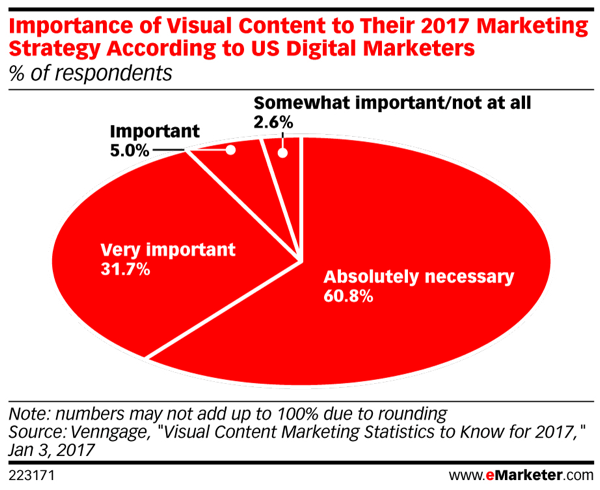 Importance of Visual Content to Their 2017 Marketing
Strategy According to US Digital Marketers
% of respondents
Somewhat important/not at all
2.6%
Important
5.0%
Very important
31.7%
Absolutely necessary
60.8%
Note: numbers may not add up to 100% due to rounding
Source: Venngage, "Visual Content Marketing Statistics to Know for 2017,"
Jan 3, 2017
223171
www.eMarketer.com